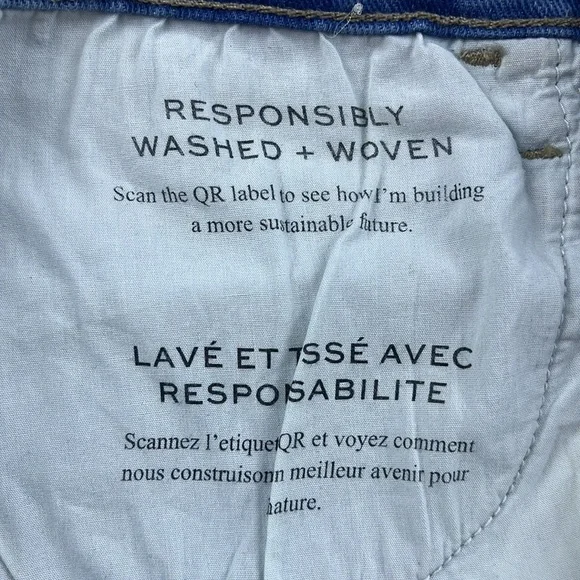 RESPONSIBLY
WASHED + WOVEN
Scan the QR label to see how I'm building
a more sustainable future.
LAVÉ ET TISSÉ AVEC
RESPONSABILITE
Scannez l'etiquet QR et voyez comment
nous construison meilleur avenir pour
nature.